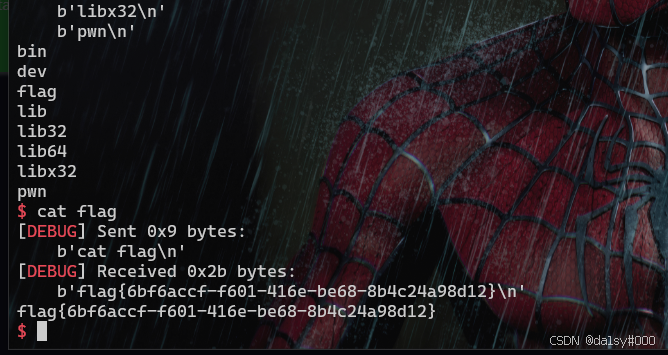 b'libx32\n'
b'pwn\n'
bin
dev
flag
lib
lib32
lib64
libx32
pwn
$ cat flag
[DEBUG] Sent 0x9 bytes:
b'cat flag\n'
[DEBUG] Received 0x2b bytes:
b'flag{6bf6accf-f601-416e-be68-8b4c24a98d12}\n'
flag{6bf6accf-f601-416e-be68-8b4c24a98d12}
$
CSDN @da1sy#000